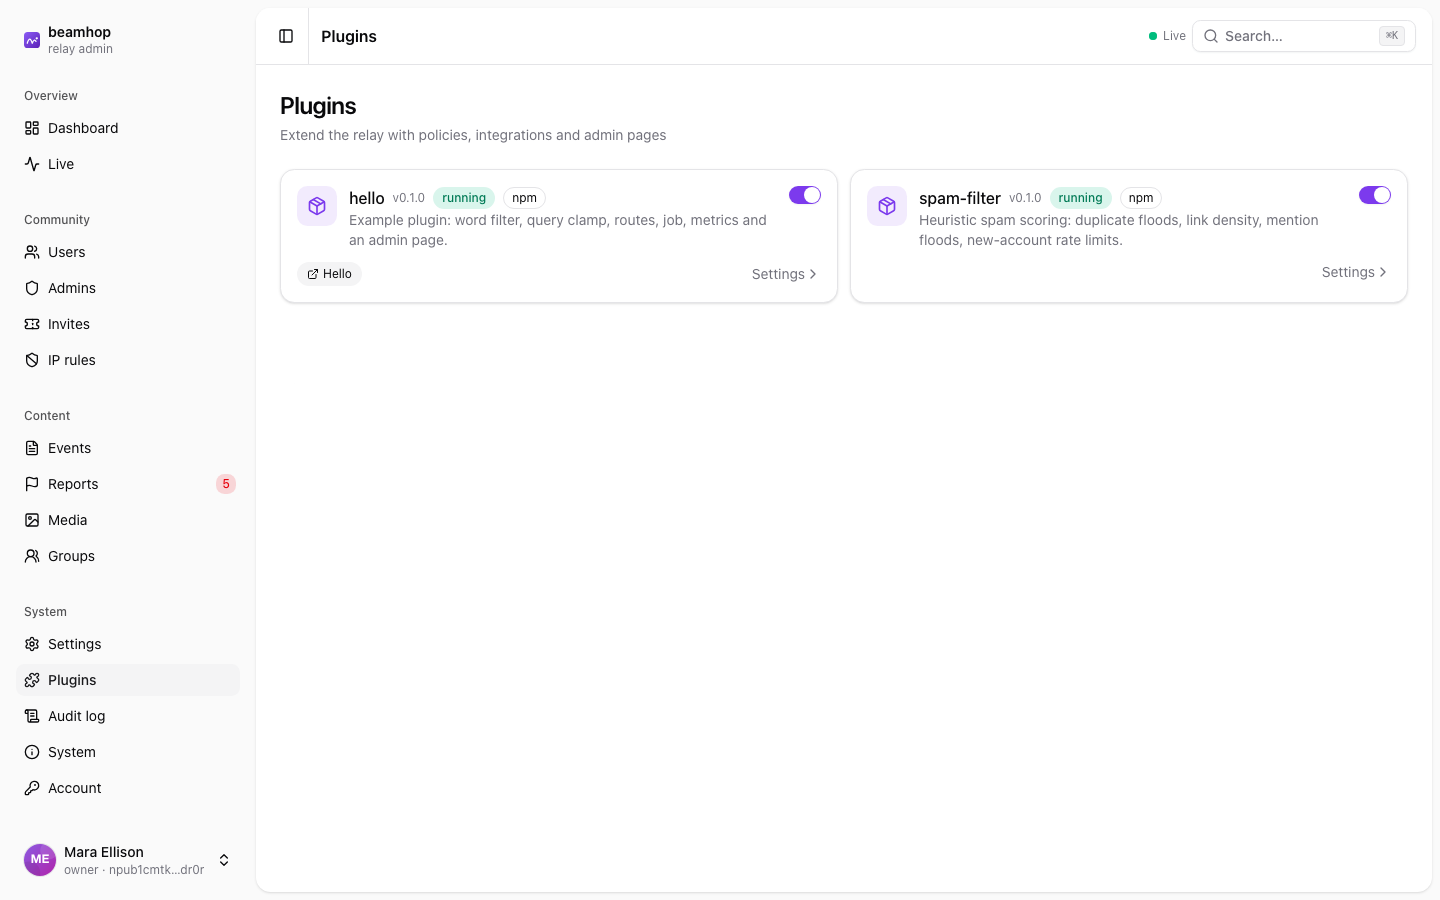 beamhop
relay admin
Overview
Dashboard
Live
Community
Users
Admins
Invites
IP rules
Content
Events
Reports 5
Media
Groups
System
Settings
Plugins
Audit log
System
Account
ME
Mara Ellison
owner · npub1cmtk...dr0r
Plugins
Live
Search...
⌘K
Plugins
Extend the relay with policies, integrations and admin pages
hello v0.1.0 running npm
Example plugin: word filter, query clamp, routes, job, metrics and
an admin page.
Hello
Settings
spam-filter v0.1.0 running npm
Heuristic spam scoring: duplicate floods, link density, mention
floods, new-account rate limits.
Settings